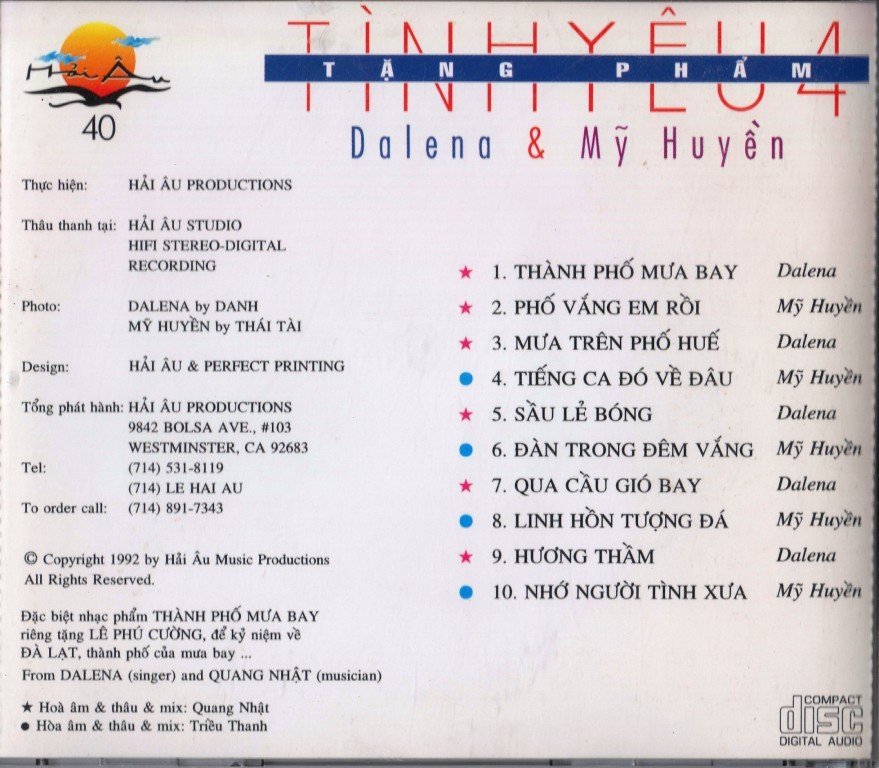 TÌNH YÊU 4
TẶNG PHẨM
Hải Âu
40
Dalena & Mỹ Huyền
Thực hiện: HẢI ÂU PRODUCTIONS
Thâu thanh tại: HẢI ÂU STUDIO
HIFI STEREO-DIGITAL
RECORDING
Photo: DALENA by DANH
MỸ HUYỀN by THÁI TÀI
Design: HẢI ÂU & PERFECT PRINTING
Tổng phát hành: HẢI ÂU PRODUCTIONS
9842 BOLSA AVE., #103
WESTMINSTER, CA 92683
Tel: (714) 531-8119
(714) LE HAI AU
To order call: (714) 891-7343
© Copyright 1992 by Hải Âu Music Productions
All Rights Reserved.
Đặc biệt nhạc phẩm THÀNH PHỐ MƯA BAY
riêng tặng LÊ PHÚ CƯỜNG, để kỷ niệm về
ĐÀ LẠT, thành phố của mưa bay ...
From DALENA (singer) and QUANG NHẬT (musician)
★ Hoà âm & thâu & mix: Quang Nhật
● Hòa âm & thâu & mix: Triều Thanh
★ 1. THÀNH PHỐ MƯA BAY Dalena
★ 2. PHỐ VẮNG EM RỒI Mỹ Huyền
★ 3. MƯA TRÊN PHỐ HUẾ Dalena
● 4. TIẾNG CA ĐÓ VỀ ĐÂU Mỹ Huyền
★ 5. SẦU LẺ BÓNG Dalena
● 6. ĐÀN TRONG ĐÊM VẮNG Mỹ Huyền
★ 7. QUA CẦU GIÓ BAY Dalena
● 8. LINH HỒN TƯỢNG ĐÁ Mỹ Huyền
★ 9. HƯƠNG THẦM Dalena
● 10. NHỚ NGƯỜI TÌNH XƯA Mỹ Huyền
COMPACT
disc
DIGITAL AUDIO